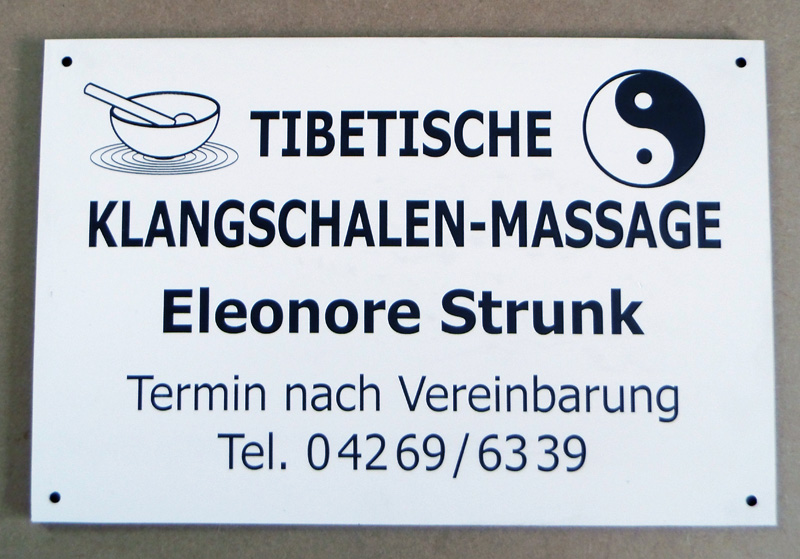 TIBETISCHE
KLANGSCHALEN-MASSAGE
Eleonore Strunk
Termin nach Vereinbarung
Tel. 04269/6339